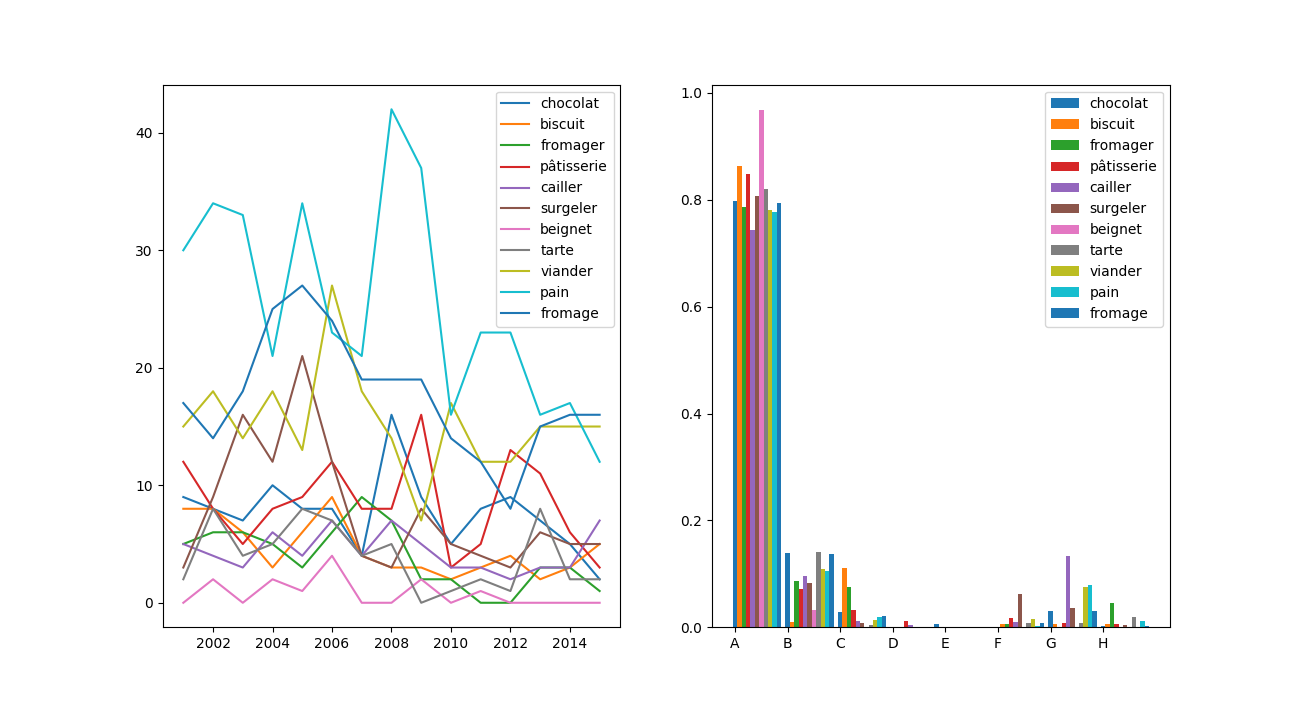 40
30
20
10
0
2002 2004 2006 2008 2010 2012 2014
chocolat
biscuit
fromager
pâtisserie
cailler
surgeler
beignet
tarte
viander
pain
fromage
1.0
0.8
0.6
0.4
0.2
0.0
A B C D E F G H
chocolat
biscuit
fromager
pâtisserie
cailler
surgeler
beignet
tarte
viander
pain
fromage